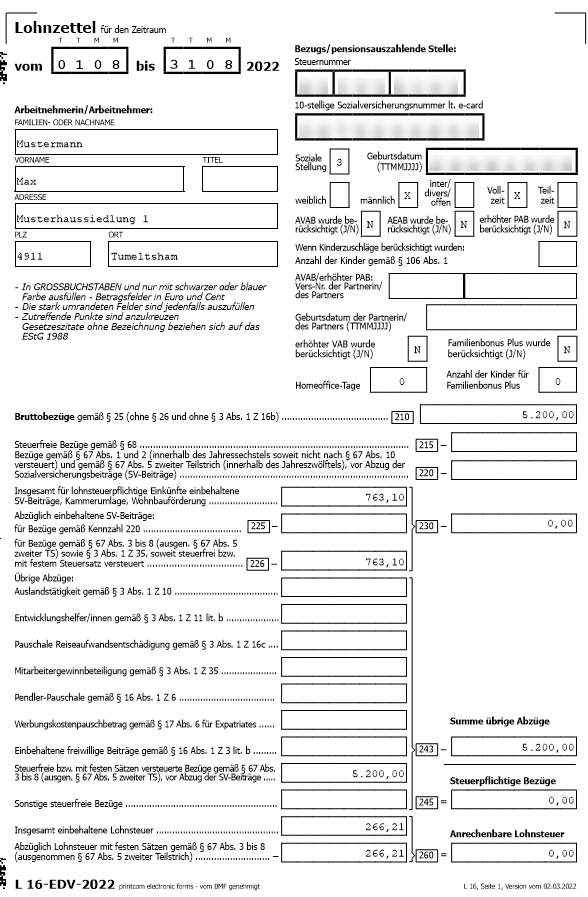 Lohnzettel für den Zeitraum
T T M M T T M M
vom 0 1 0 8 bis 3 1 0 8 2022
Bezugs/pensionsauszahlende Stelle:
Steuernummer
10-stellige Sozialversicherungsnummer lt. e-card
Arbeitnehmerin/Arbeitnehmer:
FAMILIEN- ODER NACHNAME
Mustermann
VORNAME TITEL
Max
ADRESSE
Musterhaussiedlung 1
PLZ ORT
4911 Tumeltsham
- In GROSSBUCHSTABEN und nur mit schwarzer oder blauer
Farbe ausfüllen - Betragsfelder in Euro und Cent
- Die stark umrandeten Felder sind jedenfalls auszufüllen
- Zutreffende Punkte sind anzukreuzen
Gesetzeszitate ohne Bezeichnung beziehen sich auf das
EStG 1988
Soziale Stellung 3 Geburtsdatum (TTMMJJJJ)
weiblich männlich X inter/divers/offen Voll-zeit X Teil-zeit
AVAB wurde be-rücksichtigt (J/N) N AEAB wurde be-rücksichtigt (J/N) N erhöhter PAB wurde berücksichtigt (J/N) N
Wenn Kinderzuschläge berücksichtigt wurden:
Anzahl der Kinder gemäß § 106 Abs. 1
AVAB/erhöhter PAB:
Vers-Nr. der Partnerin/
des Partners
Geburtsdatum der Partnerin/
des Partners (TTMMJJJJ)
erhöhter VAB wurde berücksichtigt (J/N) N Familienbonus Plus wurde berücksichtigt (J/N) N
Homeoffice-Tage 0 Anzahl der Kinder für Familienbonus Plus 0
Bruttobezüge gemäß § 25 (ohne § 26 und ohne § 3 Abs. 1 Z 16b) 210 5.200,00
Steuerfreie Bezüge gemäß § 68 215 –
Bezüge gemäß § 67 Abs. 1 und 2 (innerhalb des Jahressechstels soweit nicht nach § 67 Abs. 10
versteuert) und gemäß § 67 Abs. 5 zweiter Teilstrich (innerhalb des Jahreszwölftels), vor Abzug der
Sozialversicherungsbeiträge (SV-Beiträge) 220 –
Insgesamt für lohnsteuerpflichtige Einkünfte einbehaltene
SV-Beiträge, Kammerumlage, Wohnbauförderung 763,10
Abzüglich einbehaltene SV-Beiträge:
für Bezüge gemäß Kennzahl 220 225 – 230 – 0,00
für Bezüge gemäß § 67 Abs. 3 bis 8 (ausgen. § 67 Abs. 5
zweiter TS) sowie § 3 Abs. 1 Z 35, soweit steuerfrei bzw.
mit festem Steuersatz versteuert 226 – 763,10
Übrige Abzüge:
Auslandstätigkeit gemäß § 3 Abs. 1 Z 10
Entwicklungshelfer/innen gemäß § 3 Abs. 1 Z 11 lit. b
Pauschale Reiseaufwandsentschädigung gemäß § 3 Abs. 1 Z 16c
Mitarbeitergewinnbeteiligung gemäß § 3 Abs. 1 Z 35
Pendler-Pauschale gemäß § 16 Abs. 1 Z 6
Werbungskostenpauschbetrag gemäß § 17 Abs. 6 für Expatriates
Summe übrige Abzüge
Einbehaltene freiwillige Beiträge gemäß § 16 Abs. 1 Z 3 lit. b 243 – 5.200,00
Steuerfreie bzw. mit festen Sätzen versteuerte Bezüge gemäß § 67 Abs.
3 bis 8 (ausgen. § 67 Abs. 5 zweiter TS), vor Abzug der SV-Beiträge 5.200,00
Steuerpflichtige Bezüge
Sonstige steuerfreie Bezüge 245 = 0,00
Insgesamt einbehaltene Lohnsteuer 266,21
Anrechenbare Lohnsteuer
Abzüglich Lohnsteuer mit festen Sätzen gemäß § 67 Abs. 3 bis 8
(ausgenommen § 67 Abs. 5 zweiter Teilstrich) – 266,21 260 = 0,00
L 16-EDV-2022 printcom electronic forms - vom BMF genehmigt
L 16, Seite 1, Version vom 02.03.2022